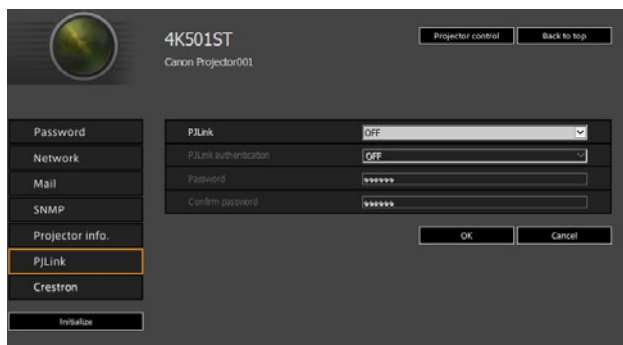 4K501ST
Canon Projector001
Projector control
Back to top
Password
Network
Mail
SNMP
Projector info.
PJLink
Crestron
Initialize
PJLink OFF
PJLink authentication OFF
Password ******
Confirm password ******
OK
Cancel